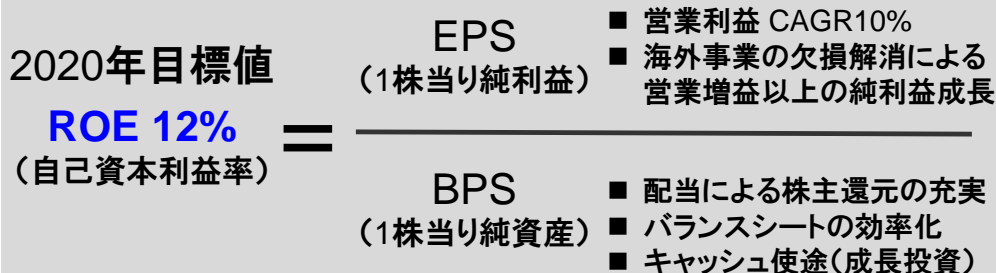 2020年目標値
ROE 12%
（自己資本利益率）
=
EPS
（1株当り純利益）
■ 営業利益 CAGR10%
■ 海外事業の欠損解消による
営業増益以上の純利益成長
BPS
（1株当り純資産）
■ 配当による株主還元の充実
■ バランスシートの効率化
■ キャッシュ使途（成長投資）